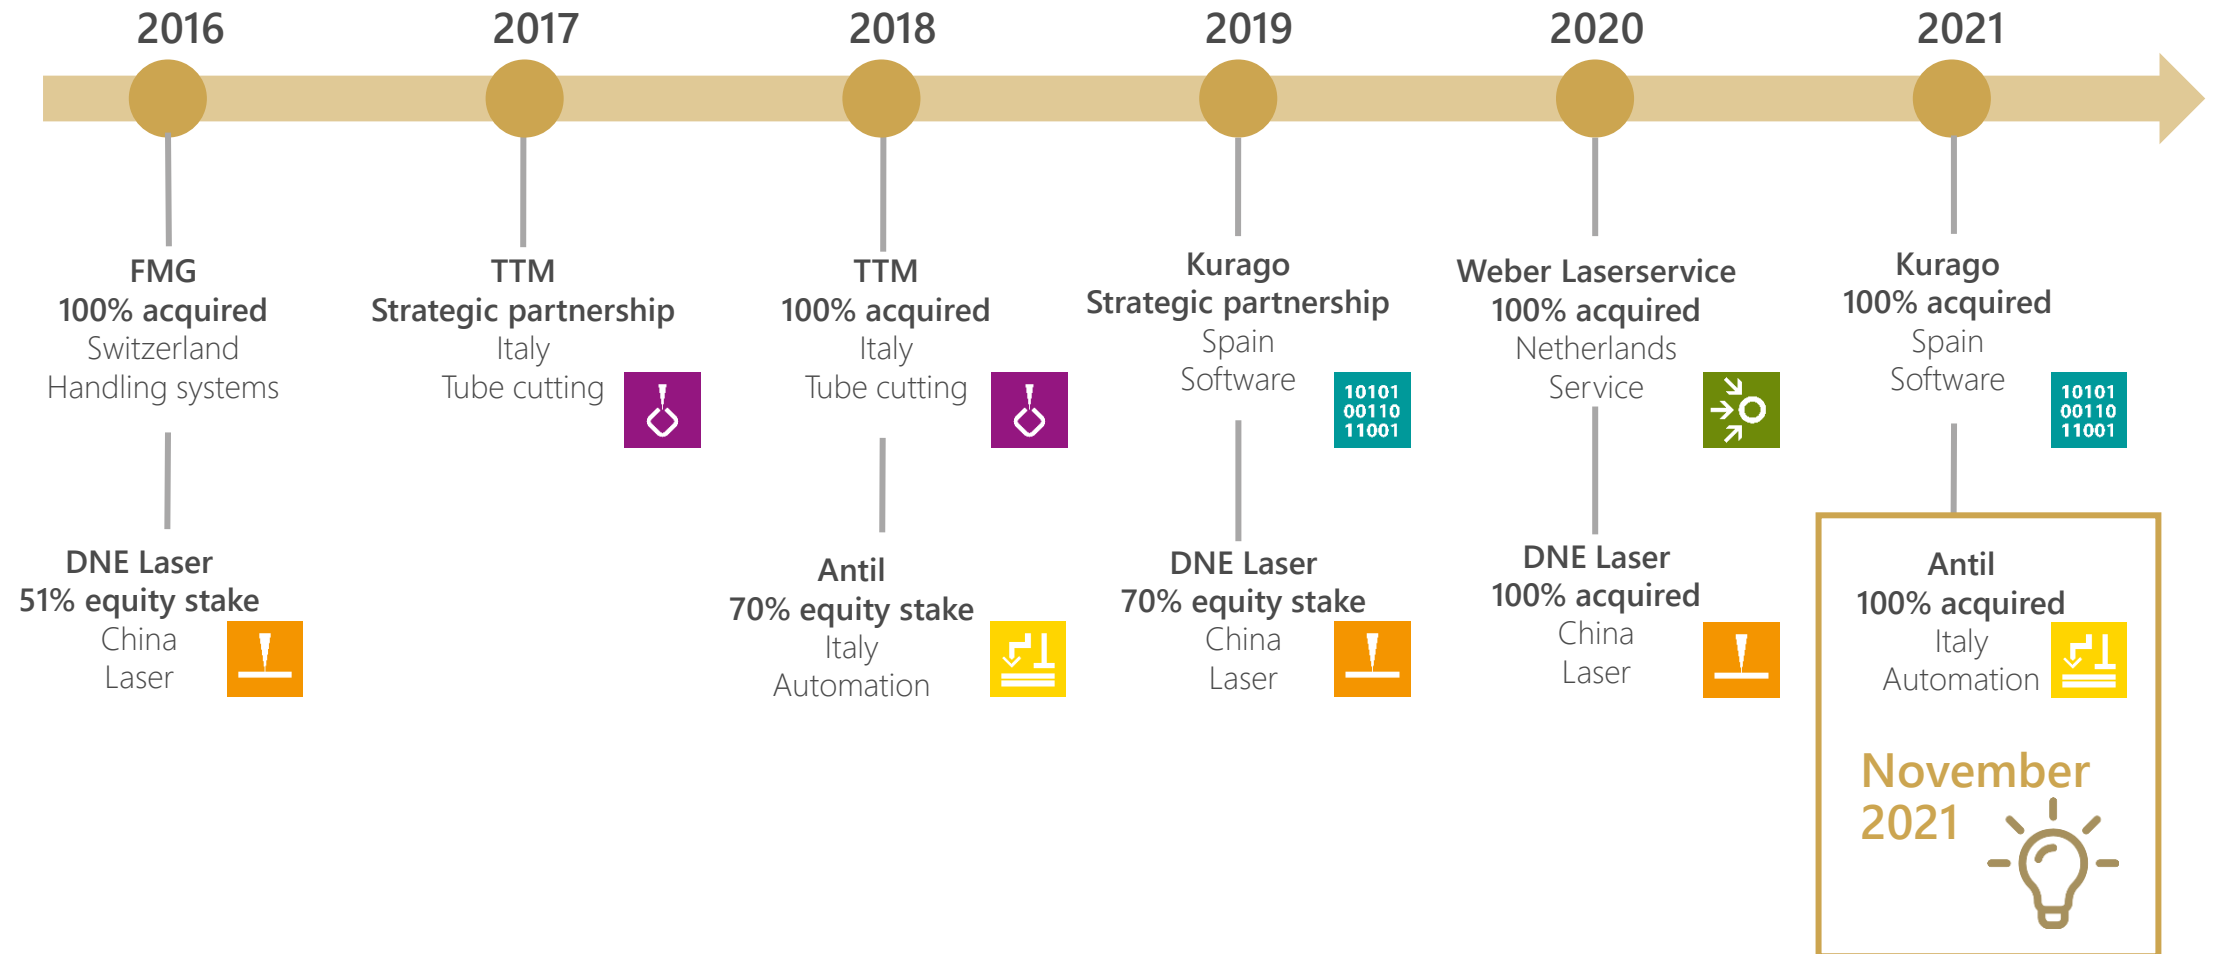 2016
2017
2018
2019
2020
2021
FMG
100% acquired
Switzerland
Handling systems
TTM
Strategic partnership
Italy
Tube cutting
TTM
100% acquired
Italy
Tube cutting
Kurago
Strategic partnership
Spain
Software
10101
00110
11001
Weber Laserservice
100% acquired
Netherlands
Service
Kurago
100% acquired
Spain
Software
10101
00110
11001
DNE Laser
51% equity stake
China
Laser
Antil
70% equity stake
Italy
Automation
DNE Laser
70% equity stake
China
Laser
DNE Laser
100% acquired
China
Laser
Antil
100% acquired
Italy
Automation
November
2021